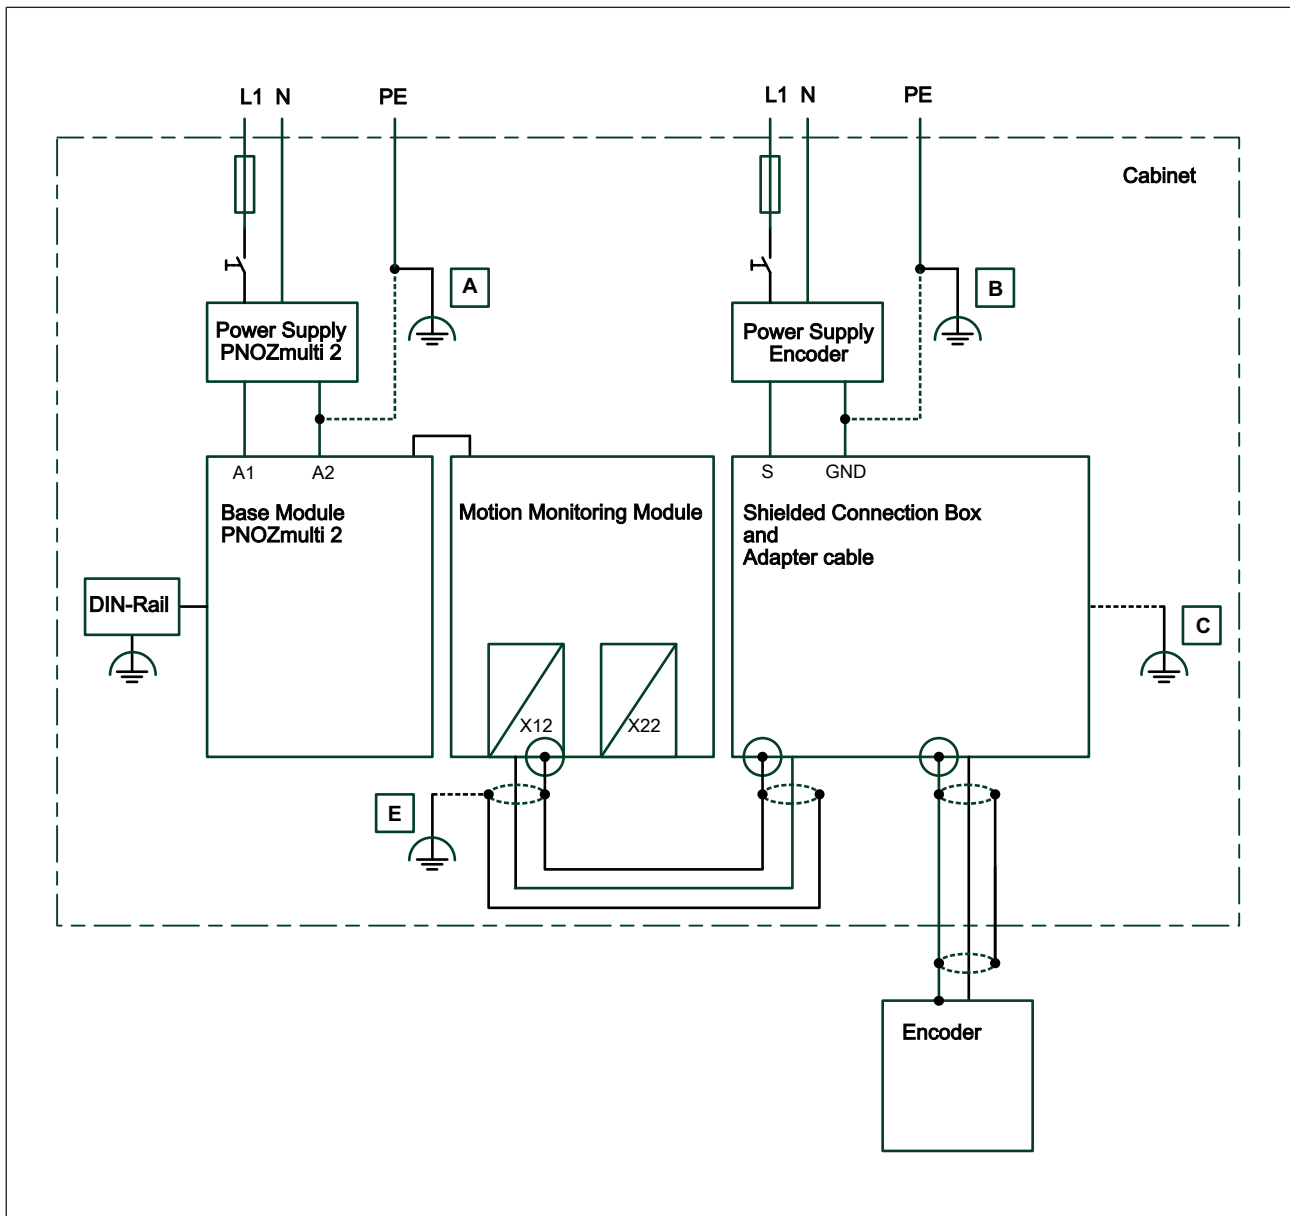 L1 N PE
L1 N PE
Cabinet
A
B
Power Supply
PNOZmulti 2
Power Supply
Encoder
A1 A2
S GND
Base Module
PNOZmulti 2
Motion Monitoring Module
Shielded Connection Box
and
Adapter cable
DIN-Rail
C
X12
X22
E
Encoder